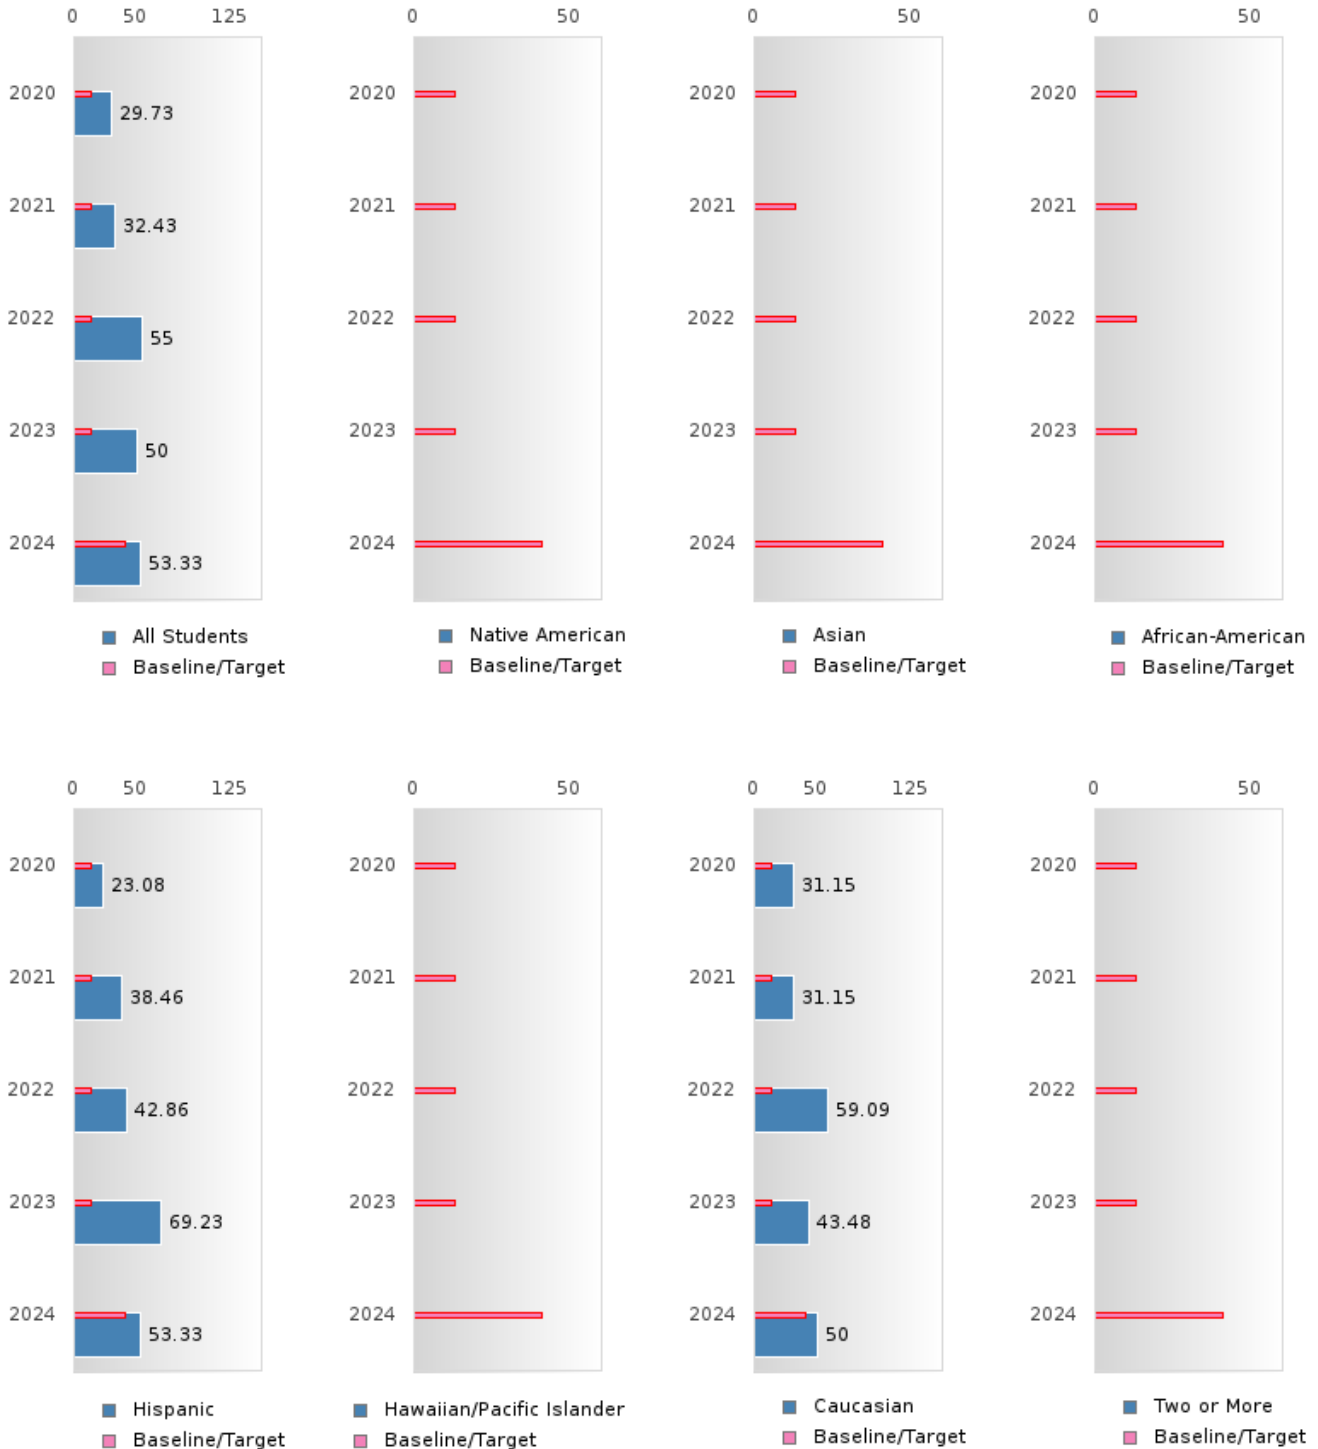 0 50 125
0 50
0 50
0 50
2020 29.73
2020
2020
2020
2021 32.43
2021
2021
2021
2022 55
2022
2022
2022
2023 50
2023
2023
2023
2024 53.33
2024
2024
2024
All Students
Baseline/Target
Native American
Baseline/Target
Asian
Baseline/Target
African-American
Baseline/Target
0 50 125
0 50
0 50 125
0 50
2020 23.08
2020
2020 31.15
2020
2021 38.46
2021
2021 31.15
2021
2022 42.86
2022
2022 59.09
2022
2023 69.23
2023
2023 43.48
2023
2024 53.33
2024
2024 50
2024
Hispanic
Baseline/Target
Hawaiian/Pacific Islander
Baseline/Target
Caucasian
Baseline/Target
Two or More
Baseline/Target